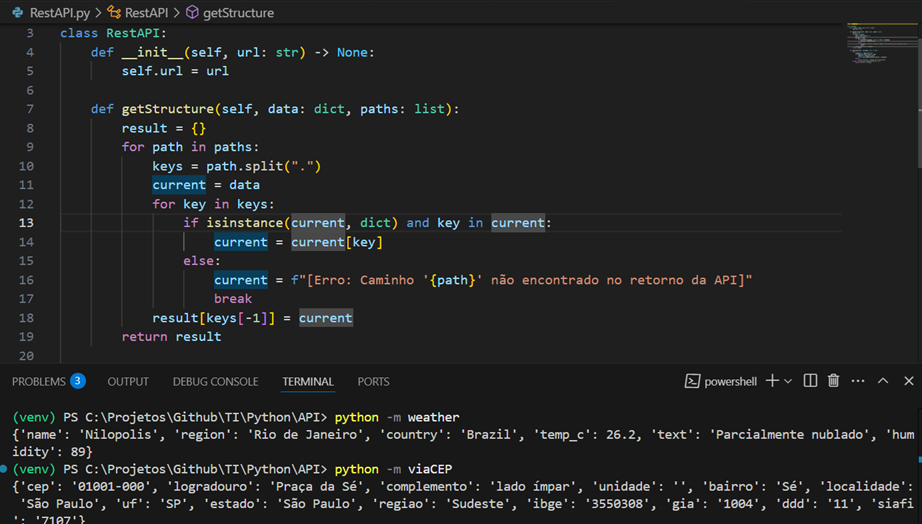 RestAPI.py > RestAPI > getStructure
3 class RestAPI:
4 def __init__(self, url: str) -> None:
5 self.url = url
6
7 def getStructure(self, data: dict, paths: list):
8 result = {}
9 for path in paths:
10 keys = path.split(".")
11 current = data
12 for key in keys:
13 if isinstance(current, dict) and key in current:
14 current = current[key]
15 else:
16 current = f"[Erro: Caminho '{path}' não encontrado no retorno da API]"
17 break
18 result[keys[-1]] = current
19 return result
20
PROBLEMS 3 OUTPUT DEBUG CONSOLE TERMINAL PORTS powershell
(venv) PS C:\Projetos\Github\TI\Python\API> python -m weather
{'name': 'Nilopolis', 'region': 'Rio de Janeiro', 'country': 'Brazil', 'temp_c': 26.2, 'text': 'Parcialmente nublado', 'hum
idity': 89}
(venv) PS C:\Projetos\Github\TI\Python\API> python -m viaCEP
{'cep': '01001-000', 'logradouro': 'Praça da Sé', 'complemento': 'lado ímpar', 'unidade': '', 'bairro': 'Sé', 'localidade':
'São Paulo', 'uf': 'SP', 'estado': 'São Paulo', 'regiao': 'Sudeste', 'ibge': '3550308', 'gia': '1004', 'ddd': '11', 'siafi
': '7107'}